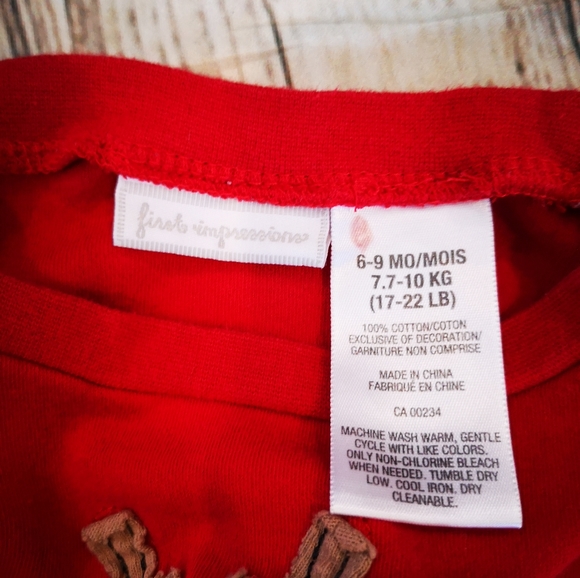 first impressions
6-9 MO/MOIS
7.7-10 KG
(17-22 LB)
100% COTTON/COTON
EXCLUSIVE OF DECORATION/
GARNITURE NON COMPRISE
MADE IN CHINA
FABRIQUÉ EN CHINE
CA 00234
MACHINE WASH WARM, GENTLE
CYCLE WITH LIKE COLORS.
ONLY NON-CHLORINE BLEACH
WHEN NEEDED. TUMBLE DRY
LOW. COOL IRON. DRY
CLEANABLE.